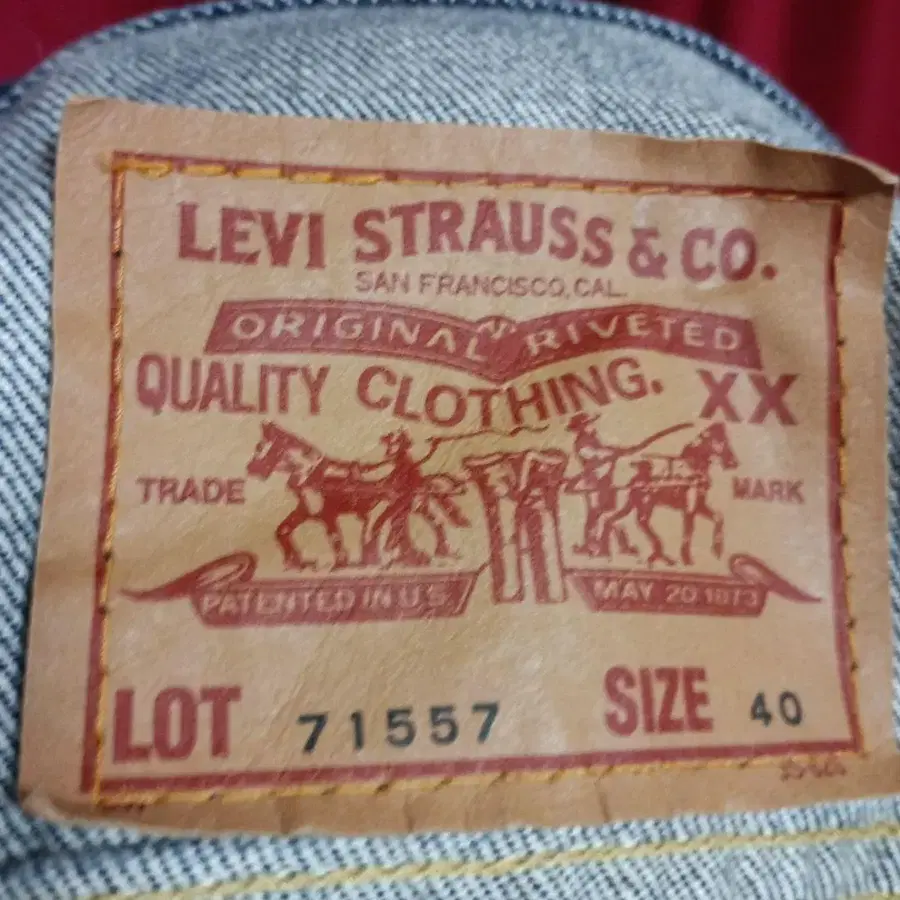 LEVI STRAUSS & CO.
SAN FRANCISCO, CAL.
ORIGINAL RIVETED
QUALITY CLOTHING. XX
TRADE MARK
PATENTED IN U.S. MAY 20 1873
LOT 71557 SIZE 40